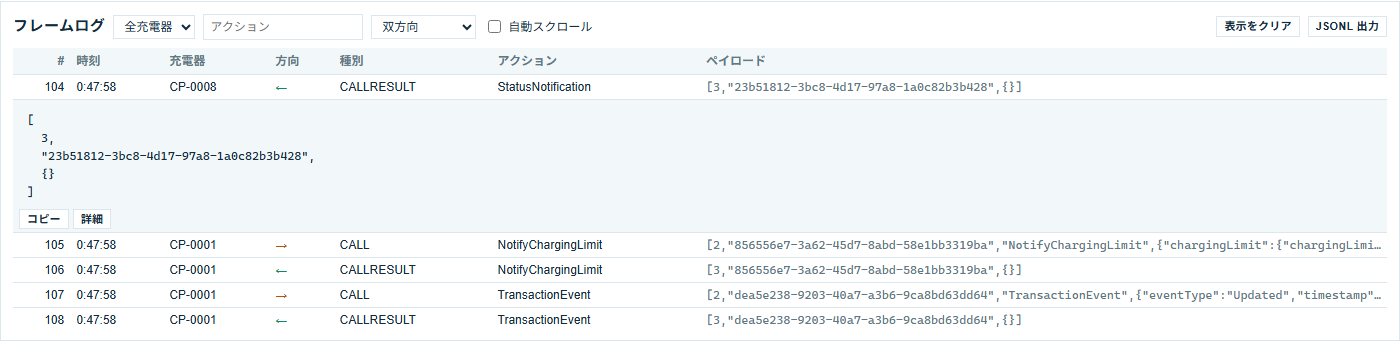 フレームログ 全充電器 アクション 双方向 自動スクロール 表示をクリア JSONL 出力
# 時刻 充電器 方向 種別 アクション ペイロード
104 0:47:58 CP-0008 ← CALLRESULT StatusNotification [3,"23b51812-3bc8-4d17-97a8-1a0c82b3b428",{}]
[
3,
"23b51812-3bc8-4d17-97a8-1a0c82b3b428",
{}
]
コピー 詳細
105 0:47:58 CP-0001 → CALL NotifyChargingLimit [2,"856556e7-3a62-45d7-8abd-58e1bb3319ba","NotifyChargingLimit",{"chargingLimit":{"chargingLimi…
106 0:47:58 CP-0001 ← CALLRESULT NotifyChargingLimit [3,"856556e7-3a62-45d7-8abd-58e1bb3319ba",{}]
107 0:47:58 CP-0001 → CALL TransactionEvent [2,"dea5e238-9203-40a7-a3b6-9ca8bd63dd64","TransactionEvent",{"eventType":"Updated","timestamp"…
108 0:47:58 CP-0001 ← CALLRESULT TransactionEvent [3,"dea5e238-9203-40a7-a3b6-9ca8bd63dd64",{}]